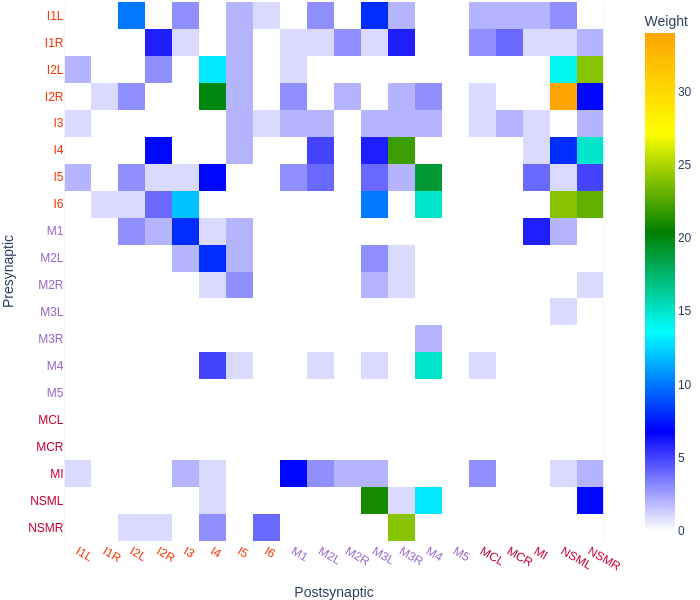 Weight
I1L
I1R
I2L
I2R
I3
I4
I5
I6
M1
M2L
M2R
M3L
M3R
M4
M5
MCL
MCR
MI
NSML
NSMR
Presynaptic
30
25
20
15
10
5
0
I1L I1R I2L I2R I3 I4 I5 I6 M1 M2L M2R M3L M3R M4 M5 MCL MCR MI NSML NSMR
Postsynaptic